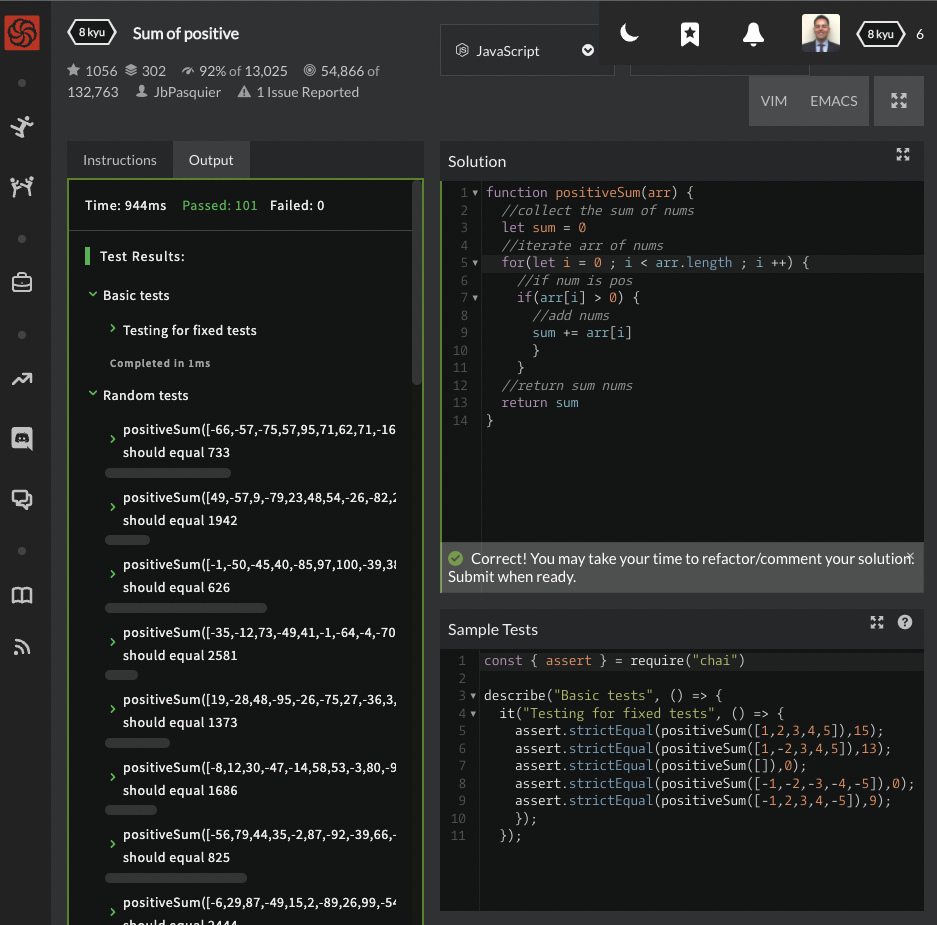 8 kyu
Sum of positive
1056 302 92% of 13,025 54,866 of
132,763 JbPasquier 1 Issue Reported
JavaScript
8 kyu 6
VIM EMACS
Instructions Output
Time: 944ms Passed: 101 Failed: 0
Test Results:
Basic tests
Testing for fixed tests
Completed in 1ms
Random tests
positiveSum([-66,-57,-75,57,95,71,62,71,-16
should equal 733
positiveSum([49,-57,9,-79,23,48,54,-26,-82,2
should equal 1942
positiveSum([-1,-50,-45,40,-85,97,100,-39,38
should equal 626
positiveSum([-35,-12,73,-49,41,-1,-64,-4,-70
should equal 2581
positiveSum([19,-28,48,-95,-26,-75,27,-36,3,
should equal 1373
positiveSum([-8,12,30,-47,-14,58,53,-3,80,-9
should equal 1686
positiveSum([-56,79,44,35,-2,87,-92,-39,66,-
should equal 825
positiveSum([-6,29,87,-49,15,2,-89,26,99,-54
should equal 2444
Solution
1 function positiveSum(arr) {
2 //collect the sum of nums
3 let sum = 0
4 //iterate arr of nums
5 for(let i = 0 ; i < arr.length ; i ++) {
6 //if num is pos
7 if(arr[i] > 0) {
8 //add nums
9 sum += arr[i]
10 }
11 }
12 //return sum nums
13 return sum
14 }
Correct! You may take your time to refactor/comment your solution.
Submit when ready.
Sample Tests
1 const { assert } = require("chai")
2
3 describe("Basic tests", () => {
4 it("Testing for fixed tests", () => {
5 assert.strictEqual(positiveSum([1,2,3,4,5]),15);
6 assert.strictEqual(positiveSum([1,-2,3,4,5]),13);
7 assert.strictEqual(positiveSum([]),0);
8 assert.strictEqual(positiveSum([-1,-2,-3,-4,-5]),0);
9 assert.strictEqual(positiveSum([-1,2,3,4,-5]),9);
10 });
11 });